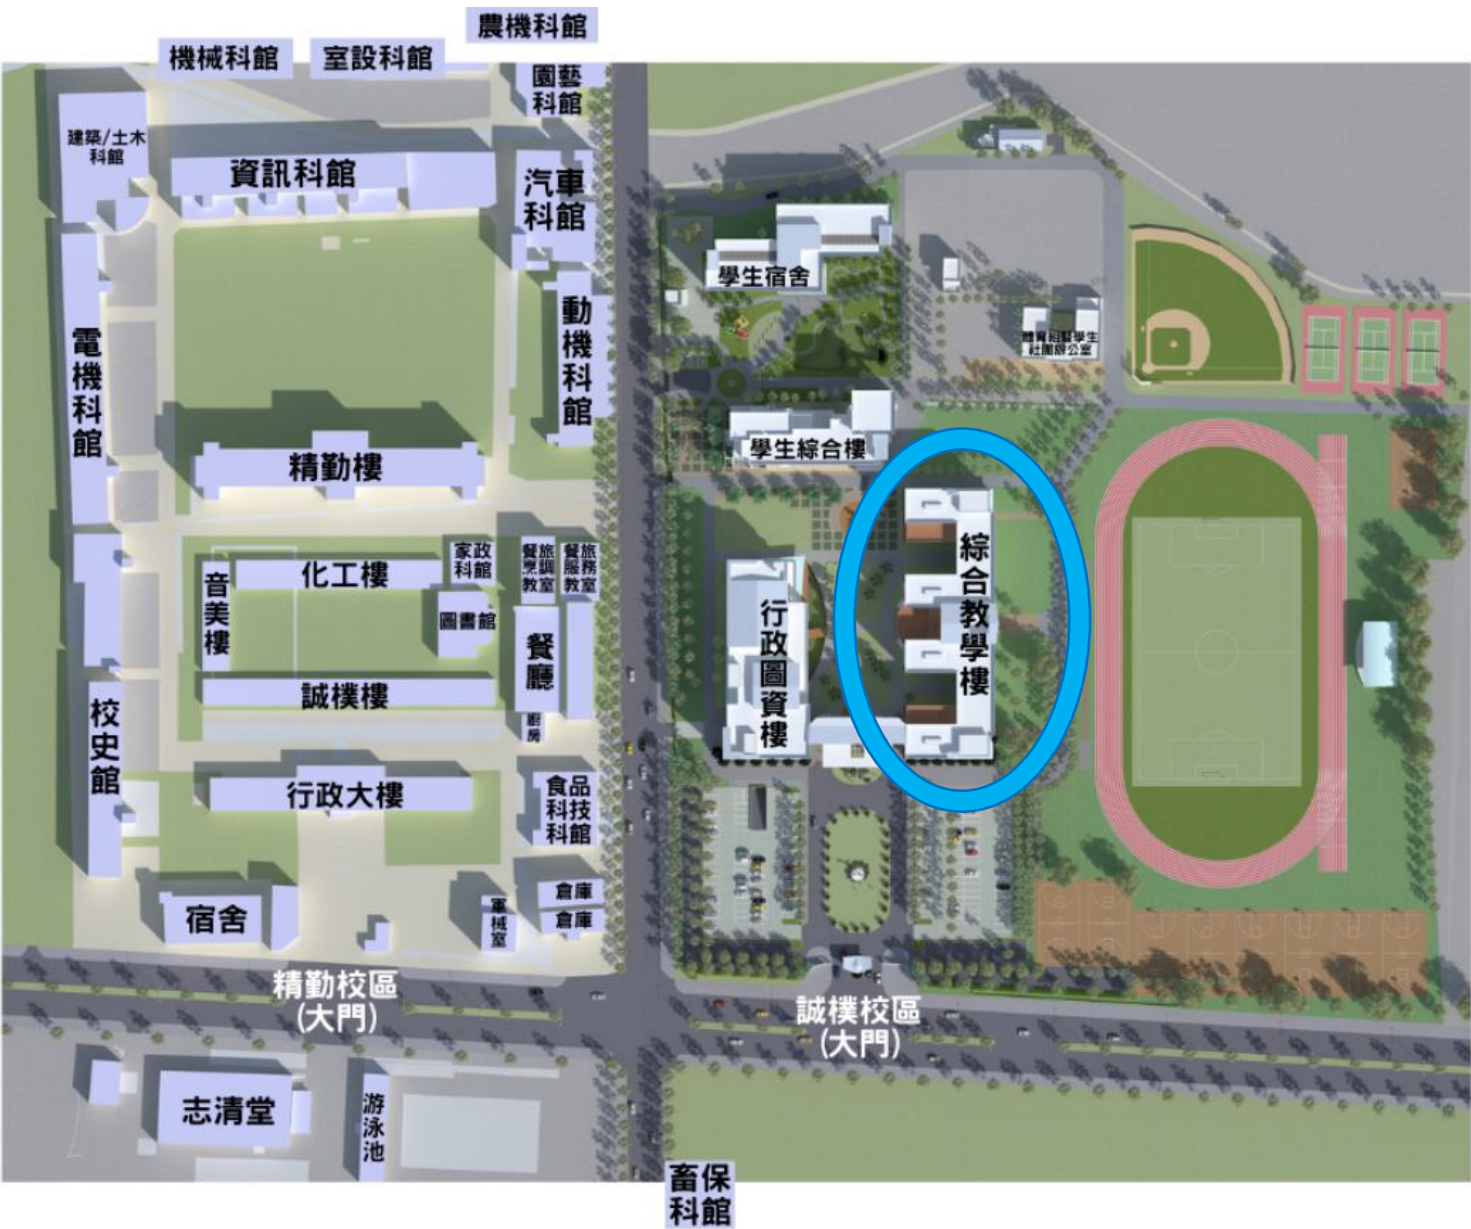 農機科館
機械科館
室設科館
園藝
科館
建築/土木
科館
資訊科館
汽車
科館
學生宿舍
動機科館
體育組暨學生
社團辦公室
電機科館
精勤樓
學生綜合樓
綜合教學樓
家政
科館
餐旅
烹調
教室
餐旅
服務
教室
化工樓
音美樓
圖書館
行政圖資樓
餐廳
誠樸樓
廚房
校史館
行政大樓
食品
科技
科館
宿舍
軍械室
倉庫
倉庫
精勤校區
(大門)
誠樸校區
(大門)
志清堂
游泳池
畜保
科館